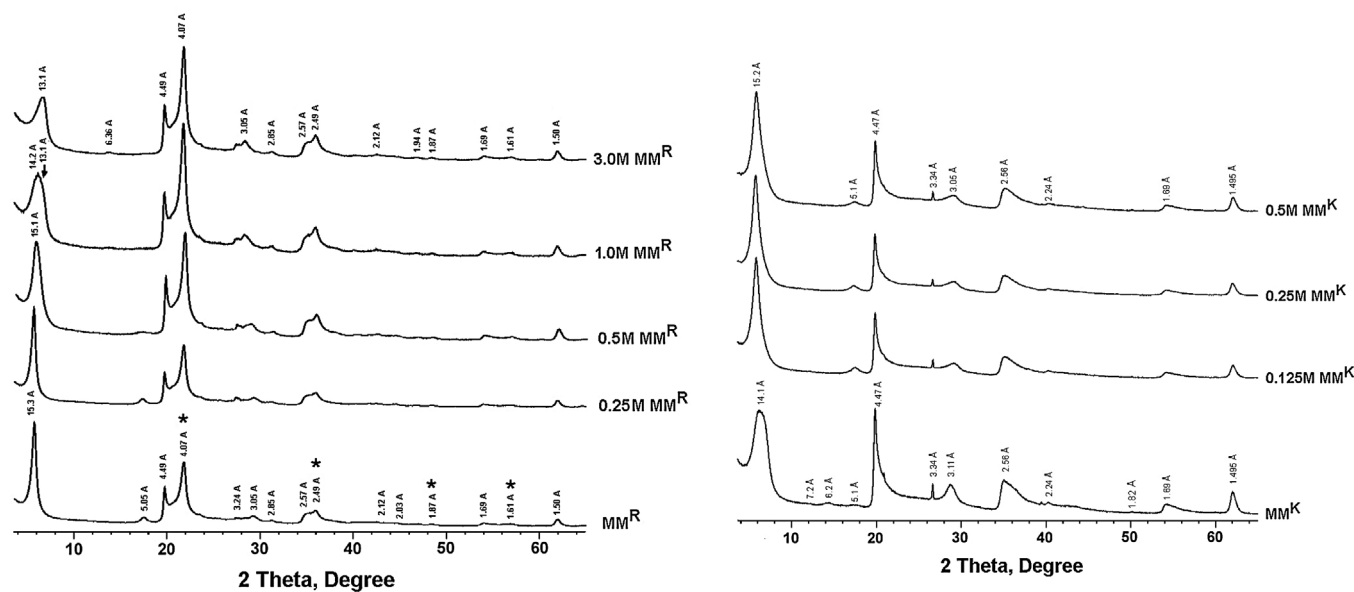 4.07 A
13.1 A
4.49 A
6.36 A
3.05 A
2.85 A
2.57 A
2.49 A
2.12 A
1.94 A
1.87 A
1.69 A
1.61 A
1.50 A
3.0M MMR
14.2 A
13.1 A
1.0M MMR
15.1 A
0.5M MMR
0.25M MMR
15.3 A
5.05 A
4.49 A
4.07 A
*
3.24 A
3.05 A
2.85 A
2.57 A
2.49 A
*
2.12 A
2.03 A
1.87 A
*
1.69 A
1.61 A
*
1.50 A
MMR
10 20 30 40 50 60
2 Theta, Degree
15.2 Å
5.1 Å
4.47 Å
3.34 Å
3.05 Å
2.56 Å
2.24 Å
1.69 Å
1.495 Å
0.5M MMK
0.25M MMK
0.125M MMK
14.1 Å
7.2 Å
6.2 Å
5.1 Å
4.47 Å
3.34 Å
3.11 Å
2.56 Å
2.24 Å
1.82 Å
1.69 Å
1.495 Å
MMK
10 20 30 40 50 60
2 Theta, Degree